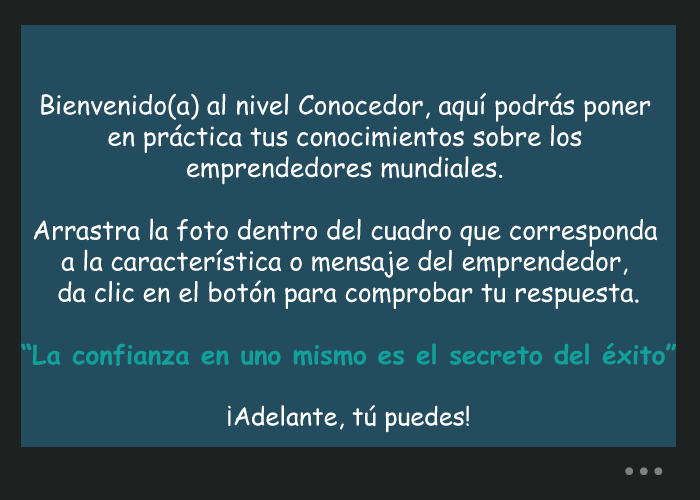 Bienvenido(a) al nivel Conocedor, aquí podrás poner
en práctica tus conocimientos sobre los
emprendedores mundiales.
Arrastra la foto dentro del cuadro que corresponda
a la característica o mensaje del emprendedor,
da clic en el botón para comprobar tu respuesta.
“La confianza en uno mismo es el secreto del éxito”
¡Adelante, tú puedes!